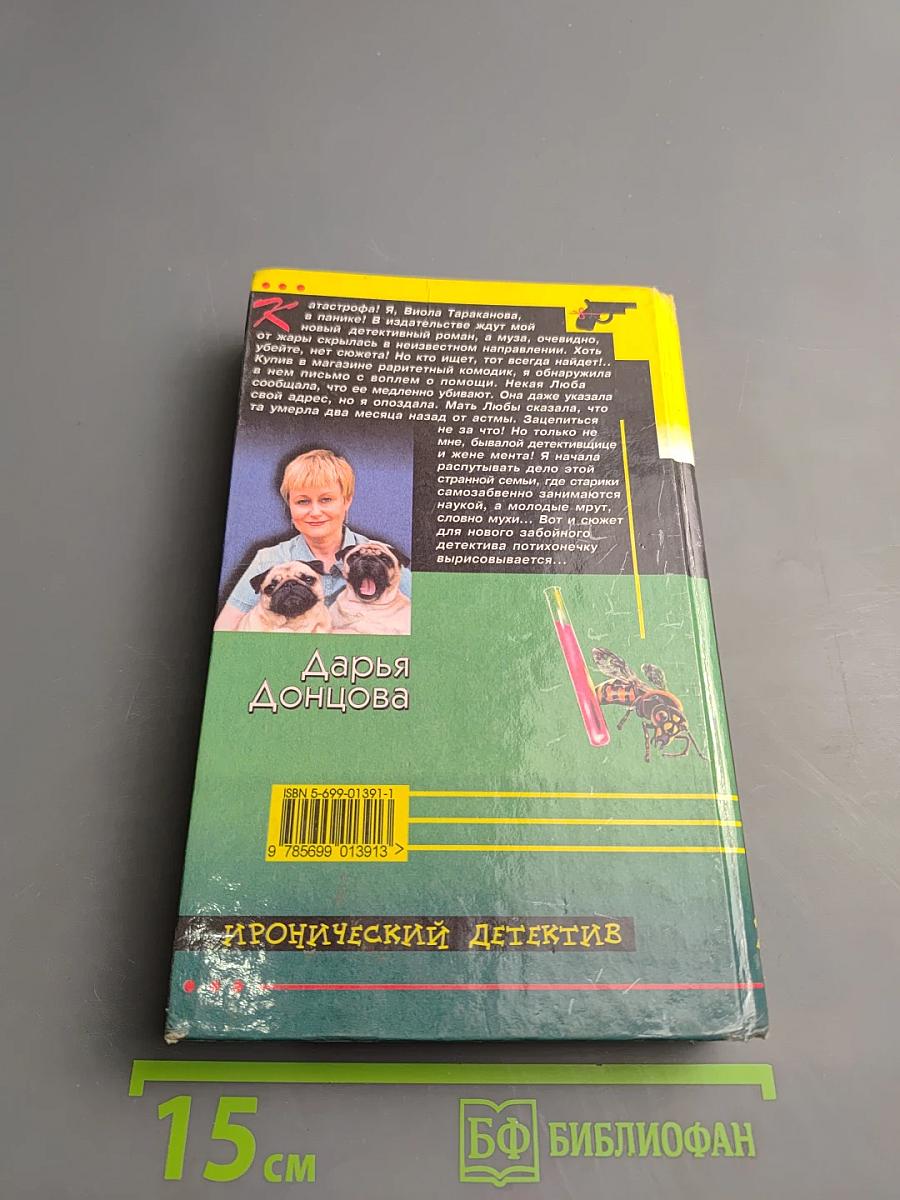 Катастрофа! Я, Виола Тараканова,
в панике! В издательстве ждут мой
новый детективный роман, а муза, очевидно,
от жары скрылась в неизвестном направлении. Хоть
убейте, нет сюжета! Но кто ищет, тот всегда найдет!..
Купив в магазине раритетный комодик, я обнаружила
в нем письмо с воплем о помощи. Некая Люба
сообщала, что ее медленно убивают. Она даже указала
свой адрес, но я опоздала. Мать Любы сказала, что
та умерла два месяца назад от астмы. Зацепиться
не за что! Но только не
мне, бывалой детективщице
и жене мента! Я начала
распутывать дело этой
странной семьи, где старики
самозабвенно занимаются
наукой, а молодые мрут,
словно мухи... Вот и сюжет
для нового забойного
детектива потихонечку
вырисовывается...
Дарья
Донцова
ISBN 5-699-01391-1
9 785699 013913 >
ИРОНИЧЕСКИЙ ДЕТЕКТИВ
15 см
БФ БИБЛИОФАН